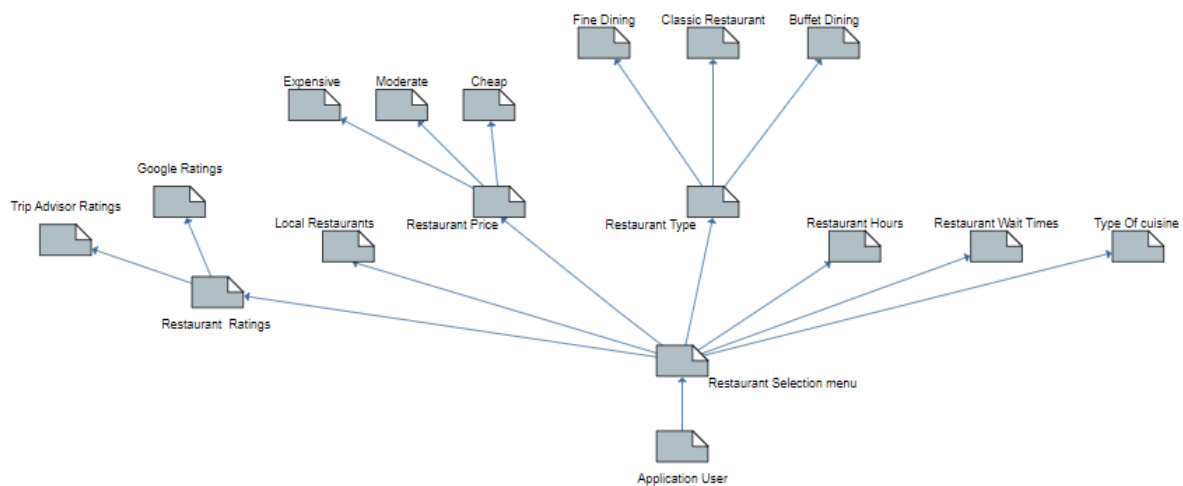 Fine Dining
Classic Restaurant
Buffet Dining
Expensive
Moderate
Cheap
Google Ratings
Trip Advisor Ratings
Local Restaurants
Restaurant Price
Restaurant Type
Restaurant Hours
Restaurant Wait Times
Type Of cuisine
Restaurant  Ratings
Restaurant Selection menu
Application User